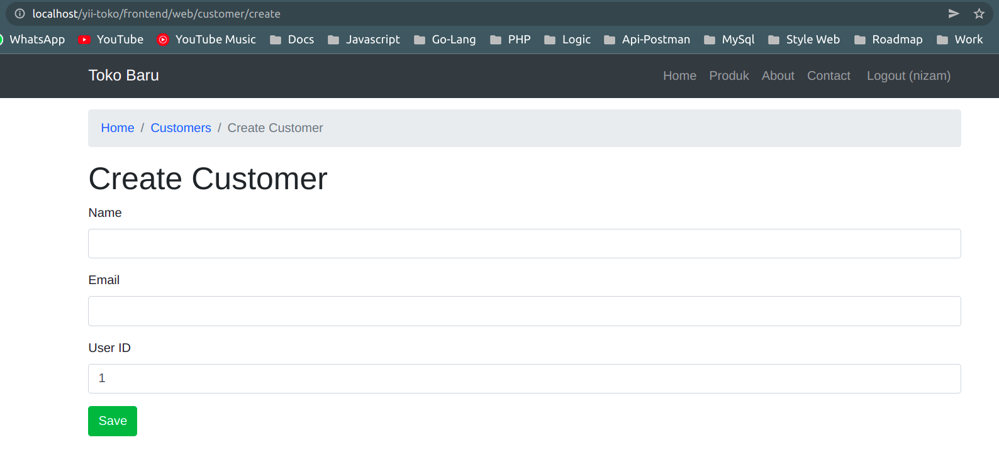 localhost/yii-toko/frontend/web/customer/create
WhatsApp YouTube YouTube Music Docs Javascript Go-Lang PHP Logic Api-Postman MySql Style Web Roadmap Work
Toko Baru Home Produk About Contact Logout (nizam)
Home / Customers / Create Customer
Create Customer
Name
Email
User ID
1
Save